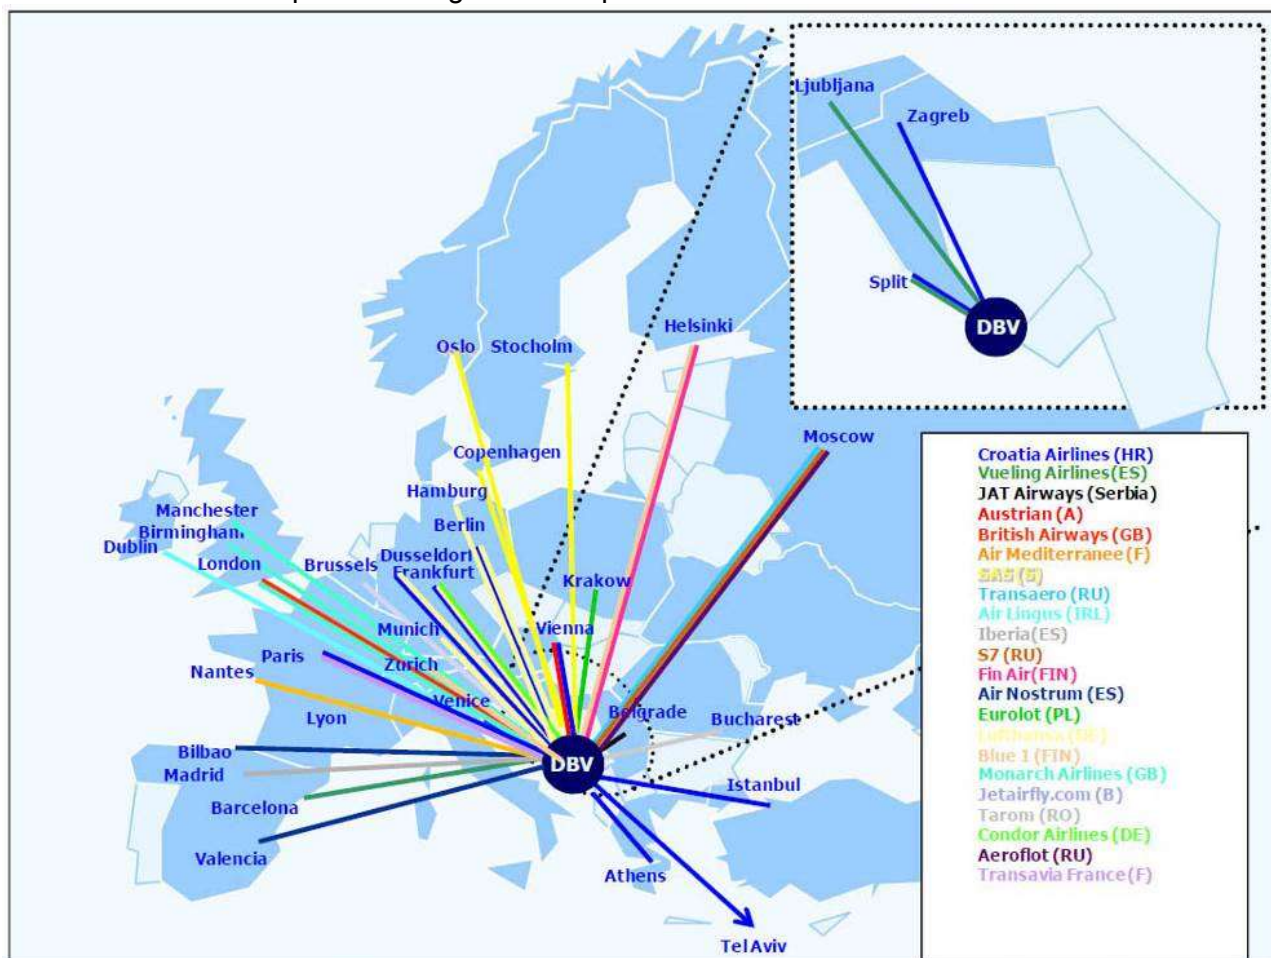 Ljubljana
Zagreb
Split
DBV
Oslo
Stocholm
Helsinki
Moscow
Copenhagen
Hamburg
Berlin
Manchester
Birmingham
Dublin
London
Brussels
Dusseldorf
Frankfurt
Krakow
Munich
Vienna
Paris
Zurich
Nantes
Lyon
Venice
Belgrade
Bucharest
Bilbao
Madrid
DBV
Istanbul
Barcelona
Valencia
Athens
Tel Aviv
Croatia Airlines (HR)
Vueling Airlines(ES)
JAT Airways (Serbia)
Austrian (A)
British Airways (GB)
Air Mediterranee (F)
SAS (S)
Transaero (RU)
Air Lingus (IRL)
Iberia(ES)
S7 (RU)
Fin Air(FIN)
Air Nostrum (ES)
Eurolot (PL)
Lufthansa (DE)
Blue 1 (FIN)
Monarch Airlines (GB)
Jetairfly.com (B)
Tarom (RO)
Condor Airlines (DE)
Aeroflot (RU)
Transavia France(F)